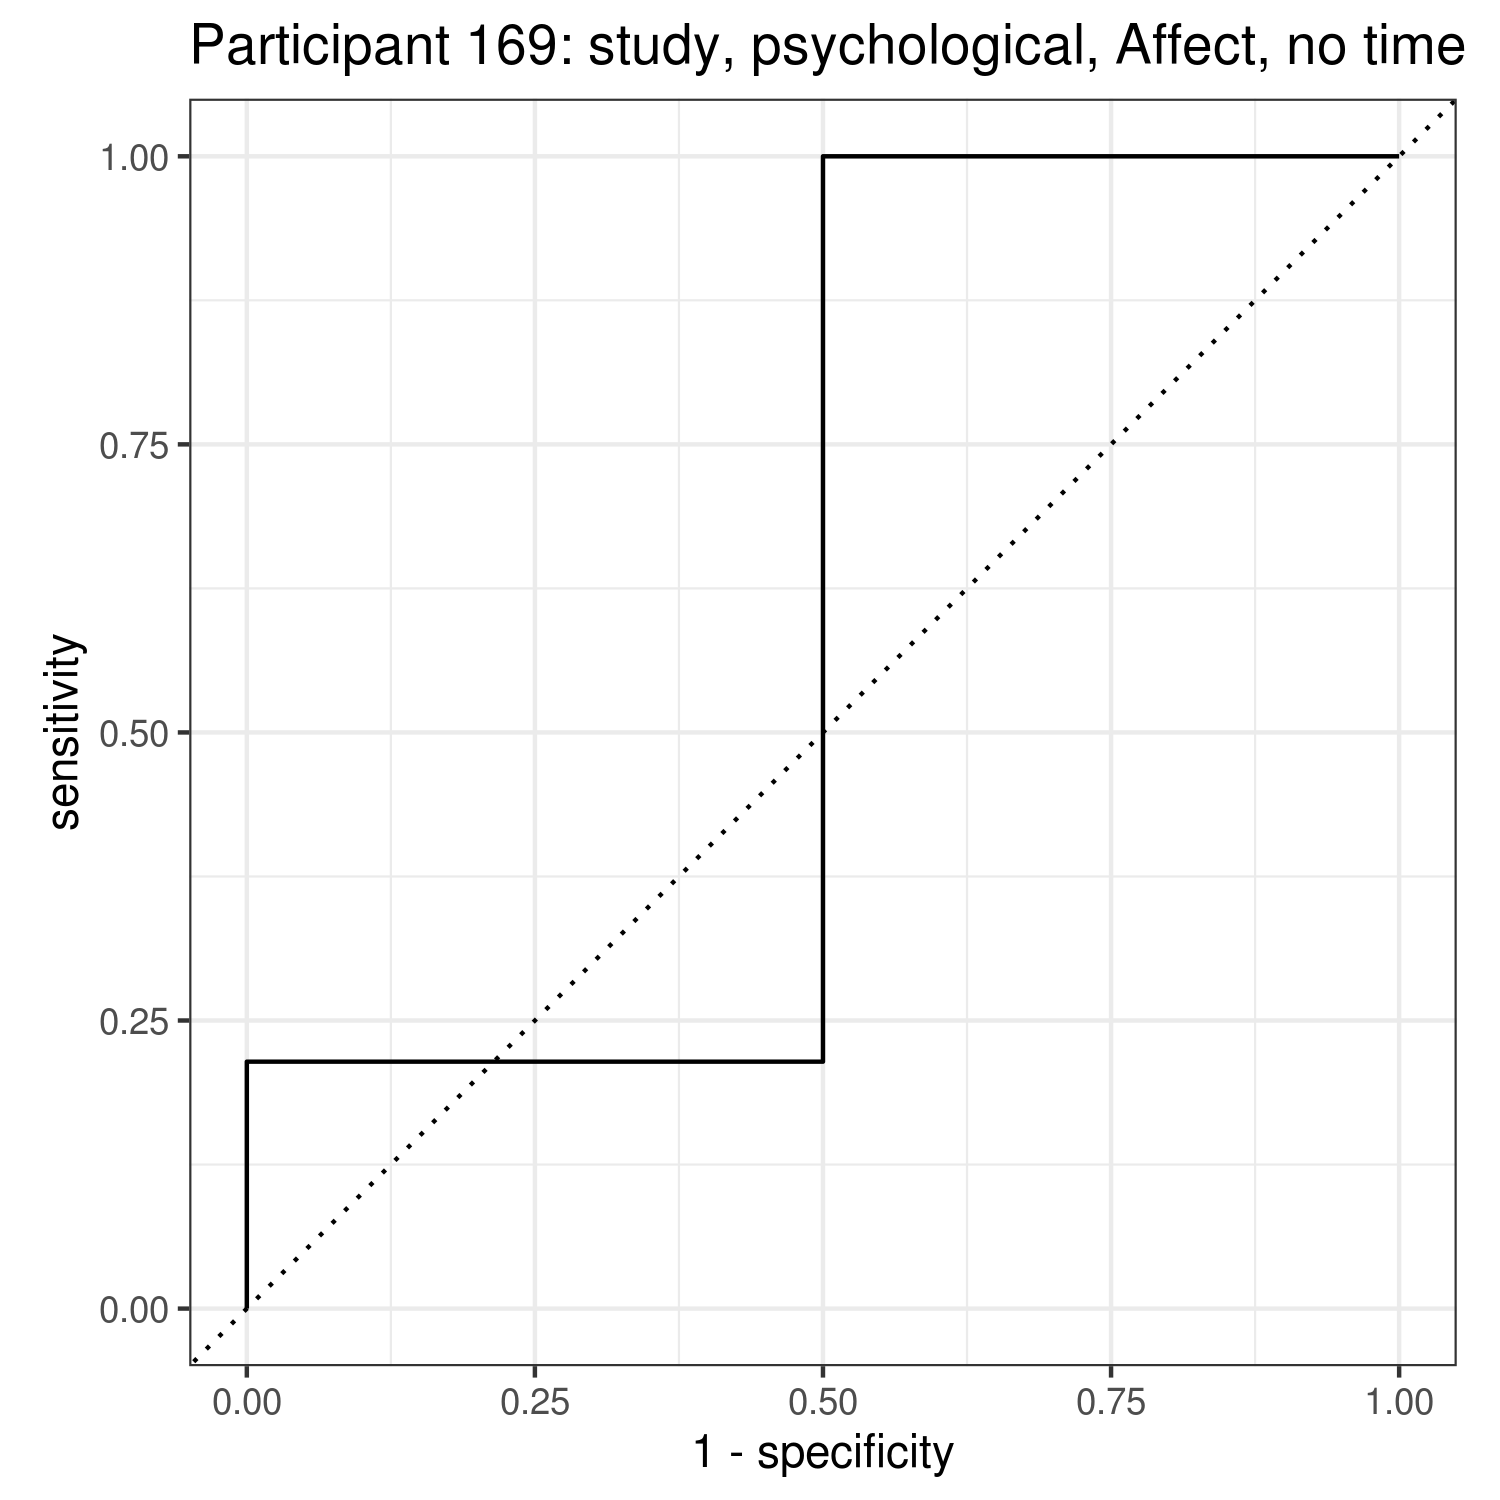 Participant 169: study, psychological, Affect, no time
1.00
0.75
0.50
0.25
0.00
sensitivity
0.00 0.25 0.50 0.75 1.00
1 - specificity